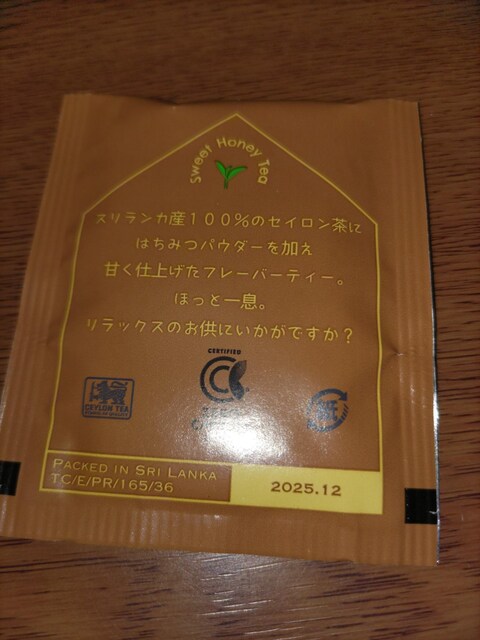 Sweet Honey Tea
スリランカ産100%のセイロン茶に
はちみつパウダーを加え
甘く仕上げたフレーバーティー。
ほっと一息。
リラックスのお供にいかがですか?
CERTIFIED
CEYLON TEA
PACKED IN SRI LANKA
TC/E/PR/165/36
2025.12